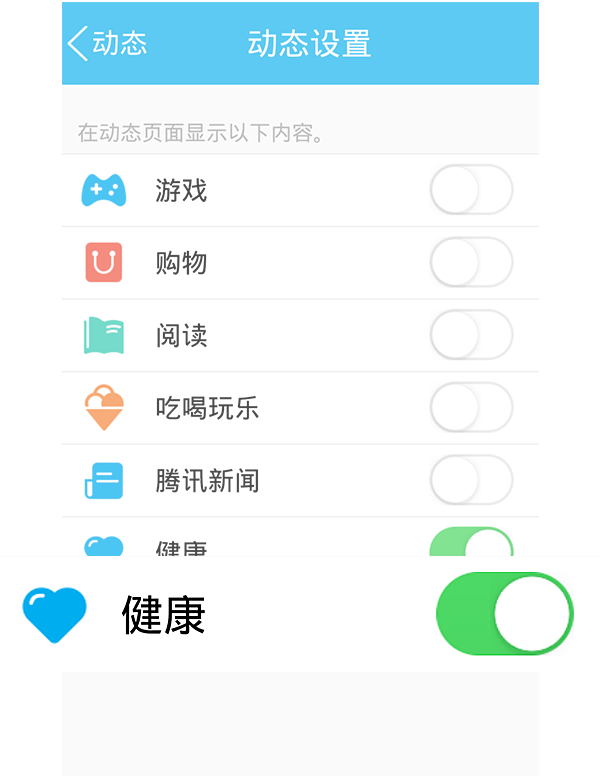 动态
动态设置
在动态页面显示以下内容。
游戏
购物
阅读
吃喝玩乐
腾讯新闻
健康
健康